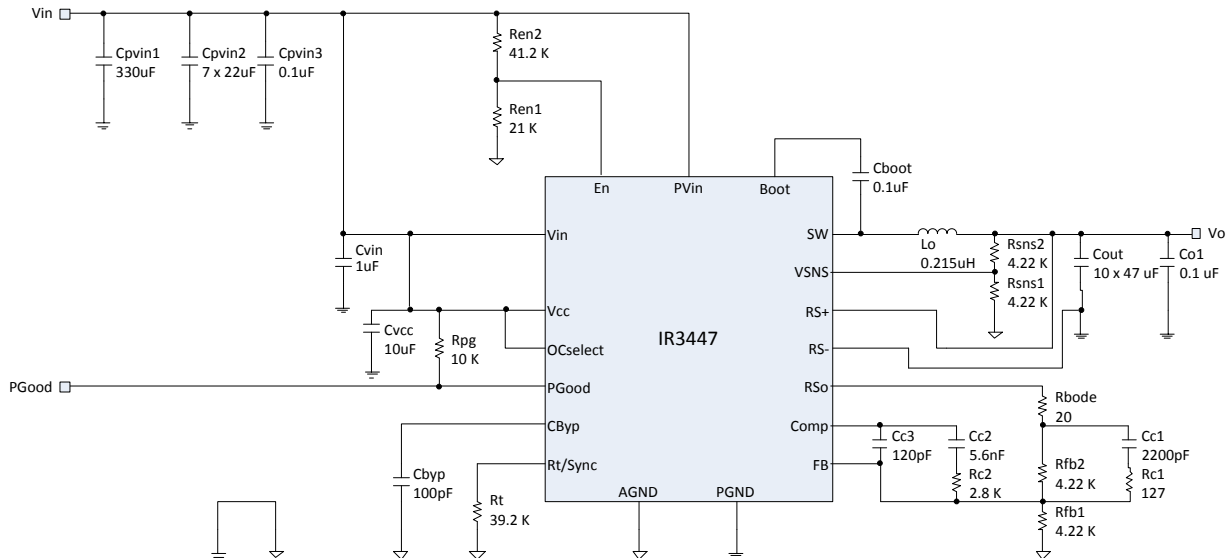 Vin
Cpvin1
330uF
Cpvin2
7 x 22uF
Cpvin3
0.1uF
Ren2
41.2 K
Ren1
21 K
Cboot
0.1uF
En
PVin
Boot
Vin
SW
Vo
Cvin
1uF
Lo
0.215uH
Rsns2
4.22 K
Cout
10 x 47 uF
Co1
0.1 uF
VSNS
Rsns1
4.22 K
Vcc
RS+
Cvcc
10uF
Rpg
10 K
IR3447
OCselect
RS-
PGood
PGood
RSo
Rbode
20
CByp
Comp
Cc3
120pF
Cc2
5.6nF
Cc1
2200pF
Rt/Sync
FB
Cbyp
100pF
Rc2
2.8 K
Rfb2
4.22 K
Rc1
127
Rt
39.2 K
AGND
PGND
Rfb1
4.22 K